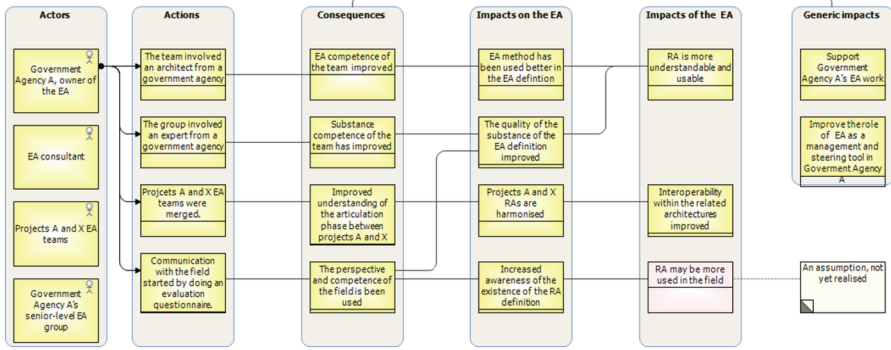 Actors
Government
Agency A, owner of
the EA
EA consultant
Projects A and X EA
teams
Government
Agency A's
senior-level EA
group
Actions
The team involved
an architect from a
government agency
The group involved
an expert from a
government agency
Projcets A and X EA
teams were
merged.
Communication
with the field
started by doing an
evaluation
questionnaire.
Consequences
EA competence of
the team improved
Substance
competence of the
team has improved
Improved
understanding of
the articulation
phase between
projects A and X
The perspective
and competence of
the field is been
used
Impacts on the EA
EA method has
been used better in
the EA defintion
The quality of the
substance of the
EA definition
improved
Projects A and X
RAs are
harmonised
Increased
awareness of the
existence of the RA
definition
Impacts of the EA
RA is more
understandable and
usable
Interoperability
within the related
architectures
improved
RA may be more
used in the field
Generic impacts
Support
Government
Agency A's EA work
Improve therole
of EA as a
management and
steering tool in
Goverment Agency
A
An assumption, not
yet realised